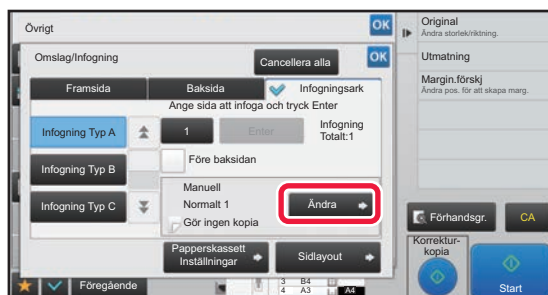 Övrigt
OK
Omslag/Infogning
Cancellera alla
OK
Framsida
Baksida
Infogningsark
Ange sida att infoga och tryck Enter
Infogning Typ A
1
Enter
Infogning
Totalt:1
Infogning Typ B
Före baksidan
Infogning Typ C
Manuell
Normalt 1
Gör ingen kopia
Ändra
Papperskassett
Inställningar
Sidlayout
Föregående
3 B4
4 A3
A4
Original
Ändra storlek/riktning.
Utmatning
Margin.förskj
Ändra pos. för att skapa marg.
Förhandsgr.
CA
Korrektur-
kopia
Start